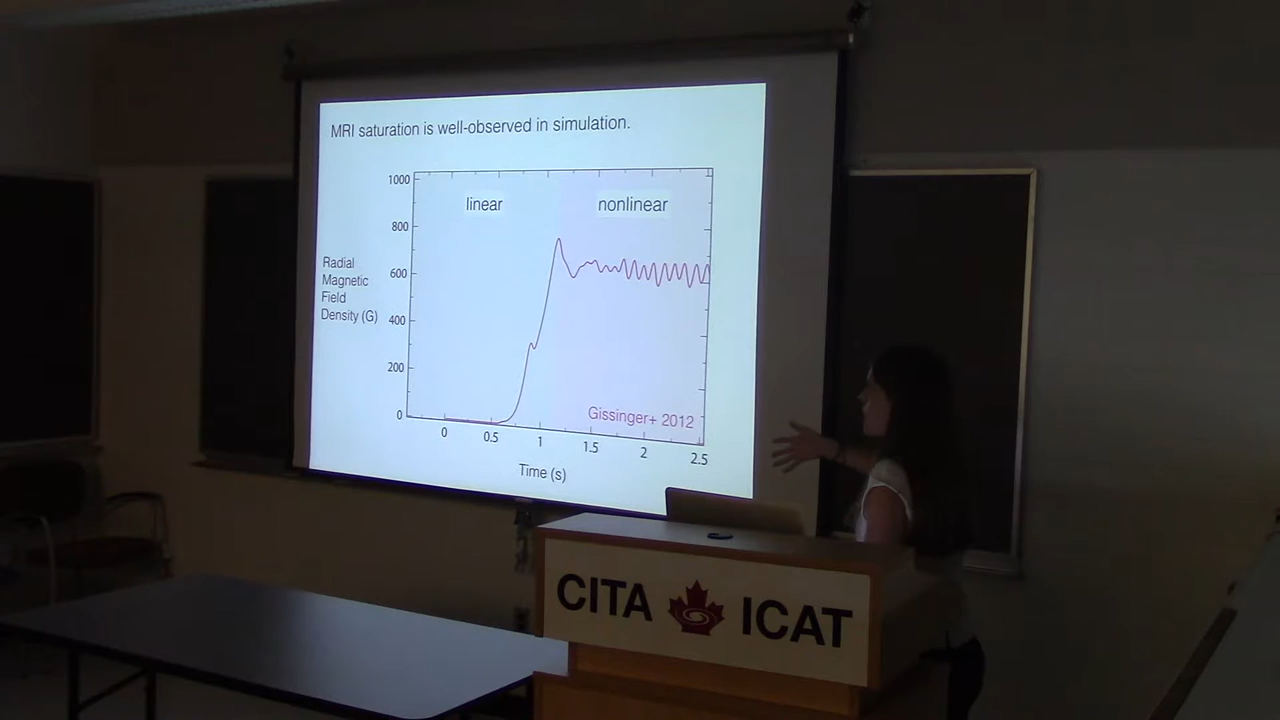 MRI saturation is well-observed in simulation.
1000
linear
nonlinear
800
Radial
Magnetic
Field
Density (G)
600
400
200
0
Gissinger+ 2012
0
0.5
1
1.5
2
2.5
Time (s)
CITA ICAT